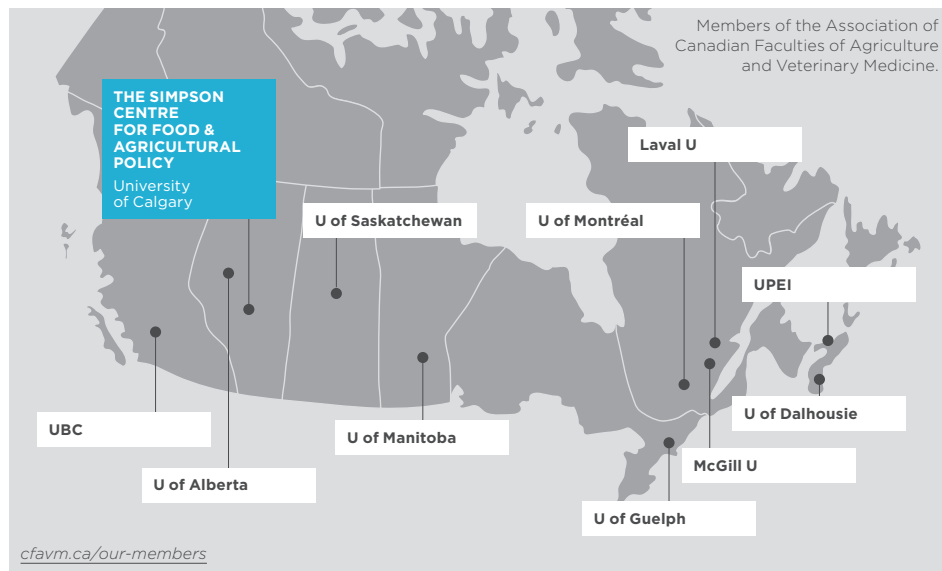 Members of the Association of
Canadian Faculties of Agriculture
and Veterinary Medicine.
THE SIMPSON
CENTRE
FOR FOOD &
AGRICULTURAL
POLICY
University
of Calgary
Laval U
U of Saskatchewan
U of Montréal
UPEI
UBC
U of Dalhousie
U of Manitoba
McGill U
U of Alberta
U of Guelph
cfavm.ca/our-members